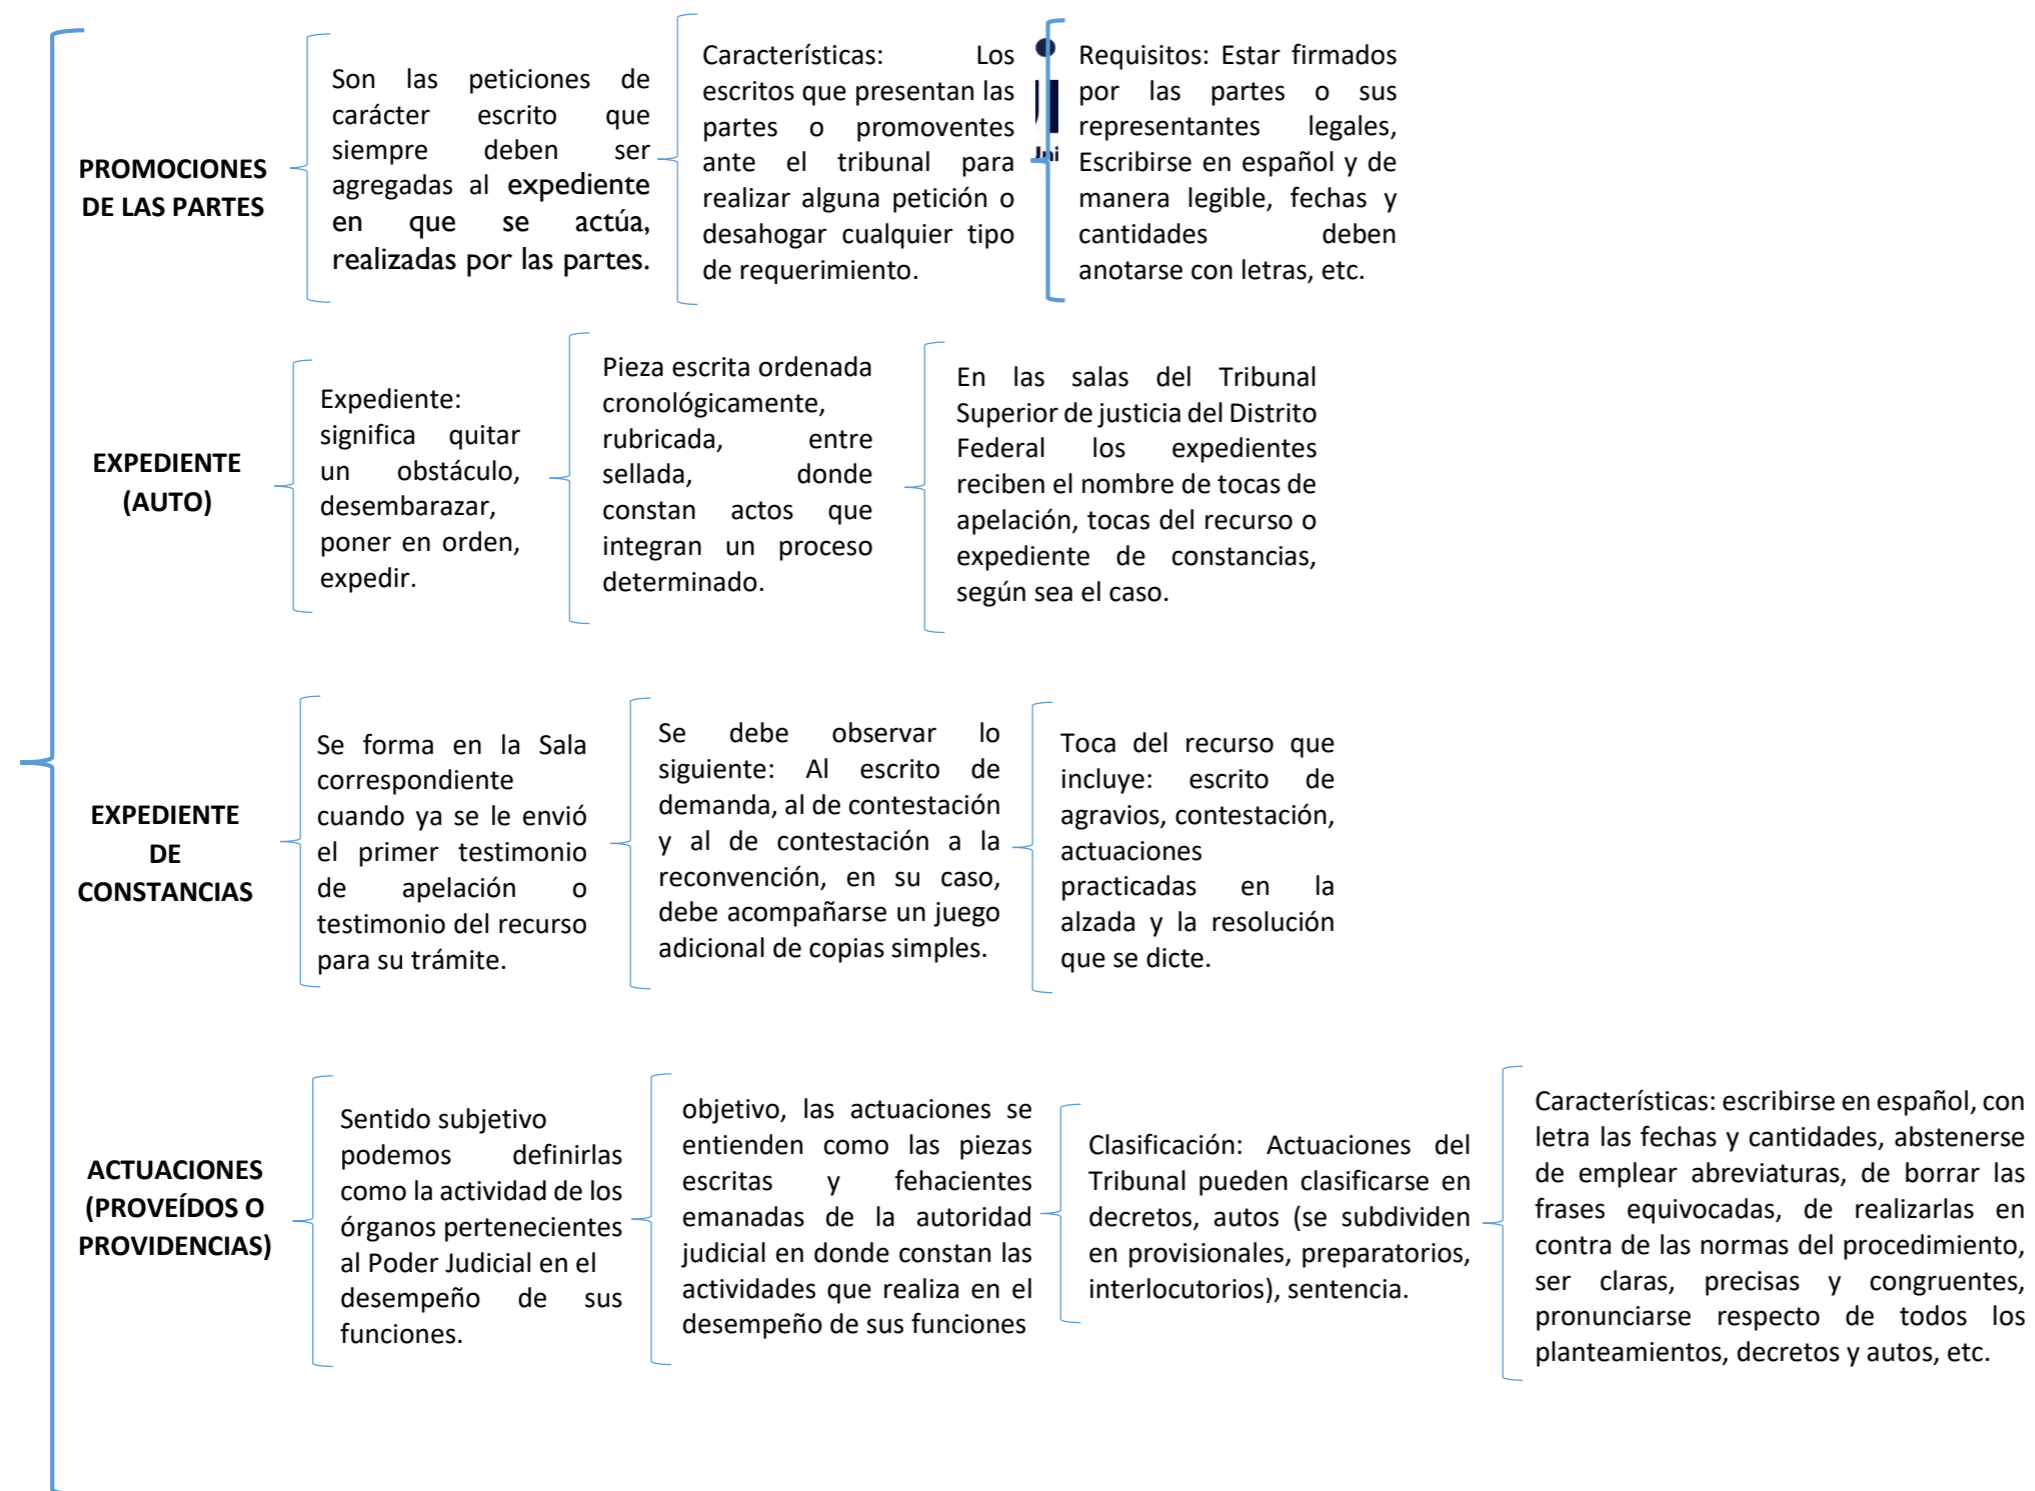 PROMOCIONES
DE LAS PARTES
Son las peticiones de
carácter escrito que
siempre deben ser
agregadas al expediente
en que se actúa,
realizadas por las partes.
Características: Los
escritos que presentan las
partes o promoventes
ante el tribunal para
realizar alguna petición o
desahogar cualquier tipo
de requerimiento.
Requisitos: Estar firmados
por las partes o sus
representantes legales,
Escribirse en español y de
manera legible, fechas y
cantidades deben
anotarse con letras, etc.
EXPEDIENTE
(AUTO)
Expediente:
significa quitar
un obstáculo,
desembarazar,
poner en orden,
expedir.
Pieza escrita ordenada
cronológicamente,
rubricada, entre
sellada, donde
constan actos que
integran un proceso
determinado.
En las salas del Tribunal
Superior de justicia del Distrito
Federal los expedientes
reciben el nombre de tocas de
apelación, tocas del recurso o
expediente de constancias,
según sea el caso.
EXPEDIENTE
DE
CONSTANCIAS
Se forma en la Sala
correspondiente
cuando ya se le envió
el primer testimonio
de apelación o
testimonio del recurso
para su trámite.
Se debe observar lo
siguiente: Al escrito de
demanda, al de contestación
y al de contestación a la
reconvención, en su caso,
debe acompañarse un juego
adicional de copias simples.
Toca del recurso que
incluye: escrito de
agravios, contestación,
actuaciones
practicadas en la
alzada y la resolución
que se dicte.
ACTUACIONES
(PROVEÍDOS O
PROVIDENCIAS)
Sentido subjetivo
podemos definirlas
como la actividad de los
órganos pertenecientes
al Poder Judicial en el
desempeño de sus
funciones.
objetivo, las actuaciones se
entienden como las piezas
escritas y fehacientes
emanadas de la autoridad
judicial en donde constan las
actividades que realiza en el
desempeño de sus funciones
Clasificación: Actuaciones del
Tribunal pueden clasificarse en
decretos, autos (se subdividen
en provisionales, preparatorios,
interlocutorios), sentencia.
Características: escribirse en español, con
letra las fechas y cantidades, abstenerse
de emplear abreviaturas, de borrar las
frases equivocadas, de realizarlas en
contra de las normas del procedimiento,
ser claras, precisas y congruentes,
pronunciarse respecto de todos los
planteamientos, decretos y autos, etc.